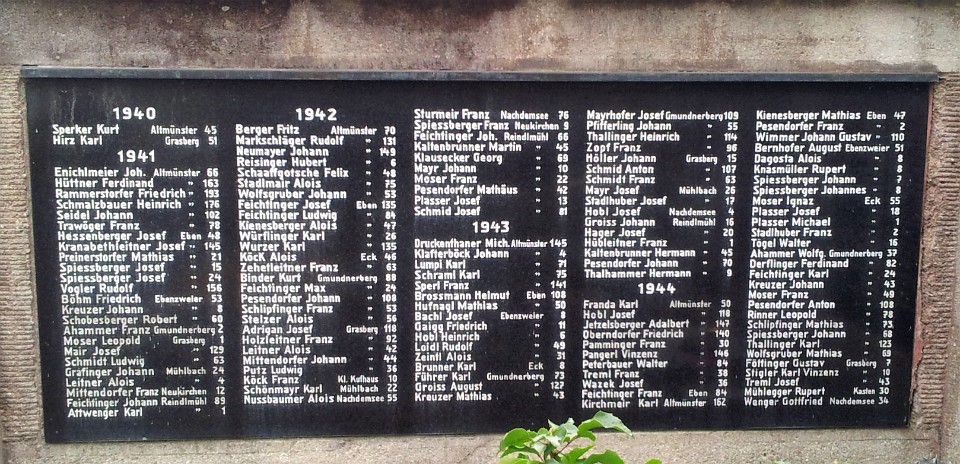 1940
Sperker Kurt Altmünster 45
Hirz Karl Grasberg 51
1941
Enichlmeier Joh. Altmünster 66
Hüttner Ferdinand " 163
Rammerstorfer Friedrich " 193
Schmalzbauer Heinrich " 176
Seidel Johann " 102
Trawöger Franz " 78
Hessenberger Josef Eben 48
Kranabethleitner Josef " 145
Preinerstorfer Mathias " 21
Spiessberger Josef " 15
Spiessberger Josef " 24
Vogler Rudolf " 156
Böhm Friedrich Ebenzweier 53
Kreuzer Johann " 8
Schobesberger Robert " 60
Ahammer Franz Gmundnerberg 2
Moser Leopold Grasberg 1
Mair Josef " 129
Schmidt Ludwig " 63
Grafinger Johann Mühlbach 24
Leitner Alois " 4
Mittendorfer Franz Neukirchen 12
Feichtinger Johann Reindlmühl 89
Attwenger Karl " 1
1942
Berger Fritz Altmünster 70
Markschläger Rudolf " 131
Neumayer Johann " 149
Reisinger Hubert " 6
Schaaffgotsche Felix " 48
Stadlmair Alois " 75
Wolfsgruber Johann " 53
Feichtinger Josef Eben 135
Feichtinger Ludwig " 84
Kienesberger Alois " 47
Würflinger Karl " 26
Wurzer Karl " 135
Köck Alois Eck 46
Zehetleitner Franz " 63
Binder Kurt Gmundnerberg 88
Feichtinger Max " 24
Pesendorfer Johann " 108
Schlipfinger Franz " 53
Stelzer Alois " 56
Adrigan Josef Grasberg 118
Holzleitner Franz " 92
Leitner Alois " 42
Mittendorfer Johann " 44
Putz Ludwig " 36
Köck Franz Kl. Kufhaus 10
Schönmayr Karl Mühlbach 22
Nussbaumer Alois Nachdemsee 55
Sturmeir Franz Nachdemsee 76
Spiessberger Franz Neukirchen 9
Feichtinger Joh. Reindlmühl 66
Kaltenbrunner Martin " 45
Klausecker Georg " 69
Mayr Johann " 10
Moser Franz " 22
Pesendorfer Mathäus " 42
Plasser Josef " 13
Schmid Josef " 81
1943
Druckenthaner Mich. Altmünster 145
Klafterböck Johann " 4
Lumpi Karl " 71
Schraml Karl " 75
Sperl Franz " 141
Brossmann Helmut Eben 108
Hufnagl Mathias " 50
Bachl Josef Ebenzweier 8
Gaigg Friedrich " 11
Hobl Heinrich " 6
Loidl Rudolf " 49
Zeintl Alois " 31
Brunner Karl Eck 8
Dührer Karl Gmundnerberg 73
Groiss August " 127
Kreuzer Mathias " 43
Mayrhofer Josef Gmundnerberg 109
Pfifferling Johann " 55
Thallinger Heinrich " 114
Zopf Franz " 96
Höller Johann Grasberg 15
Schmid Anton " 107
Schmidt Franz " 63
Mayr Josef Mühlbach 26
Stadlhuber Josef " 17
Hobl Josef Nachdemsee 4
Groiss Johann Reindlmühl 16
Hager Josef " 20
Hübleitner Franz " 1
Kaltenbrunner Hermann " 45
Pesendorfer Johann " 70
Thalhammer Hermann " 9
1944
Franda Karl Altmünster 50
Hobl Josef " 118
Jetzelsberger Adalbert " 147
Oberndorfer Friedrich " 140
Pamminger Franz " 30
Pangerl Vinzenz " 146
Peterbauer Walter " 84
Treml Franz " 38
Wazek Josef " 36
Feichtinger Franz Eben 84
Kirchmeir Karl Altmünster 162
Kienesberger Mathias Eben 47
Pesendorfer Franz " 2
Wimmer Johann Gustav " 110
Bernhofer August Ebenzweier 51
Dagosta Alois " 8
Knasmüller Rupert " 8
Spiessberger Johann " 7
Spiessberger Johannes " 8
Moser Ignaz Eck 55
Plasser Josef " 18
Plasser Michael " 1
Stadlhuber Franz " 2
Tögel Walter " 16
Ahammer Wolfg. Gmundnerberg 37
Derflinger Ferdinand " 82
Feichtinger Karl " 24
Kreuzer Johann " 43
Moser Franz " 49
Pesendorfer Anton " 108
Rinner Leopold " 78
Schlipfinger Mathias " 73
Spiessberger Johann " 68
Thallinger Karl " 123
Wolfsgruber Mathias " 69
Föttinger Gustav Grasberg 7
Stigler Karl Vinzenz " 10
Treml Josef " 43
Mühlegger Rupert Kasten 30
Wenger Gottfried Nachdemsee 34